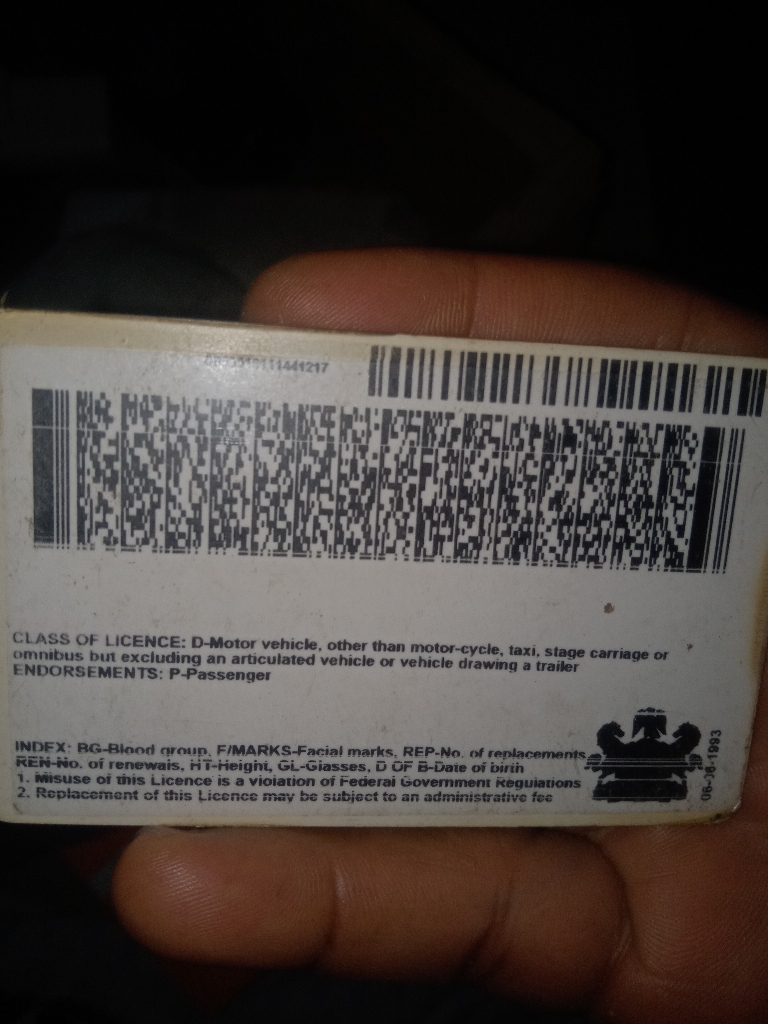 CLASS OF LICENCE: D-Motor vehicle, other than motor-cycle, taxi, stage carriage or
omnibus but excluding an articulated vehicle or vehicle drawing a trailer
ENDORSEMENTS: P-Passenger
INDEX: BG-Blood group, F/MARKS-Facial marks, REP-No. of replacements
REN-No. of renewals, HT-Height, GL-Glasses, D OF B-Date of birth
1. Misuse of this Licence is a violation of Federal Government Regulations
2. Replacement of this Licence may be subject to an administrative fee